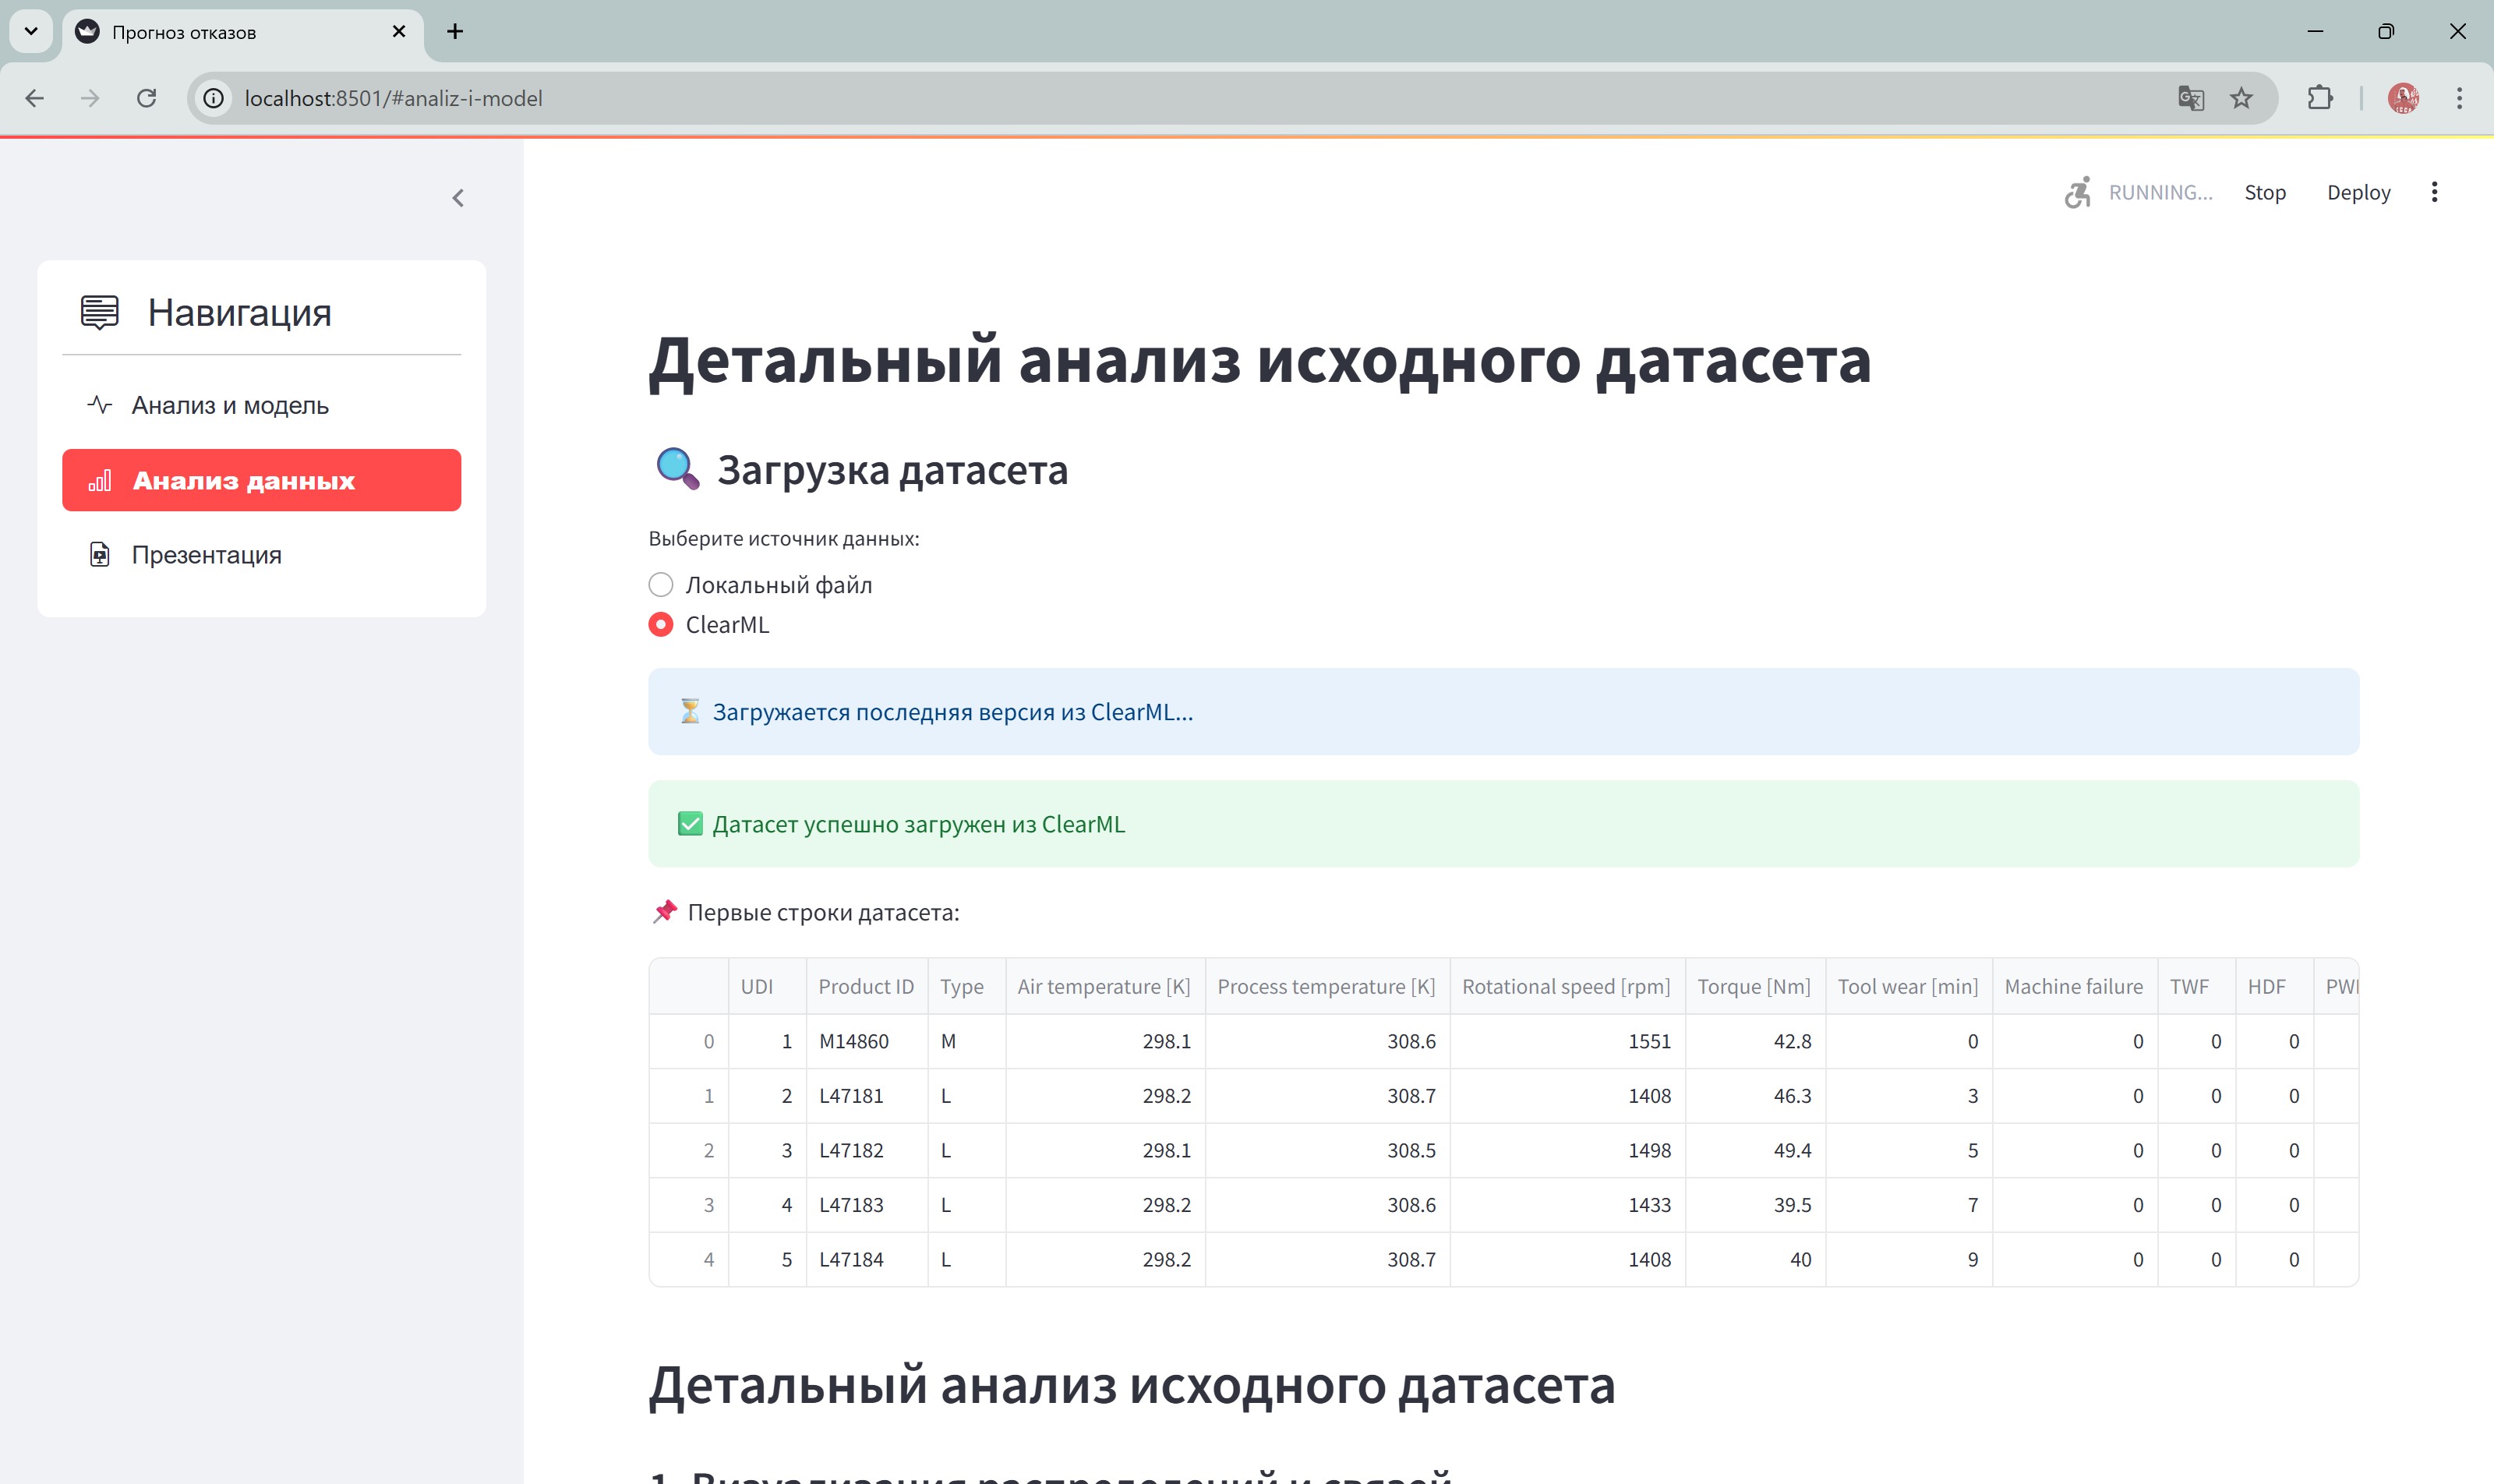 Прогноз отказов
localhost:8501/#analiz-i-model
RUNNING... Stop Deploy
Навигация
Анализ и модель
Анализ данных
Презентация
Детальный анализ исходного датасета
Загрузка датасета
Выберите источник данных:
Локальный файл
ClearML
Загружается последняя версия из ClearML...
Датасет успешно загружен из ClearML
Первые строки датасета:
UDI Product ID Type Air temperature [K] Process temperature [K] Rotational speed [rpm] Torque [Nm] Tool wear [min] Machine failure TWF HDF
0 1 M14860 M 298.1 308.6 1551 42.8 0 0 0 0
1 2 L47181 L 298.2 308.7 1408 46.3 3 0 0 0
2 3 L47182 L 298.1 308.5 1498 49.4 5 0 0 0
3 4 L47183 L 298.2 308.6 1433 39.5 7 0 0 0
4 5 L47184 L 298.2 308.7 1408 40 9 0 0 0
Детальный анализ исходного датасета
1. Визуализация распределений и связей